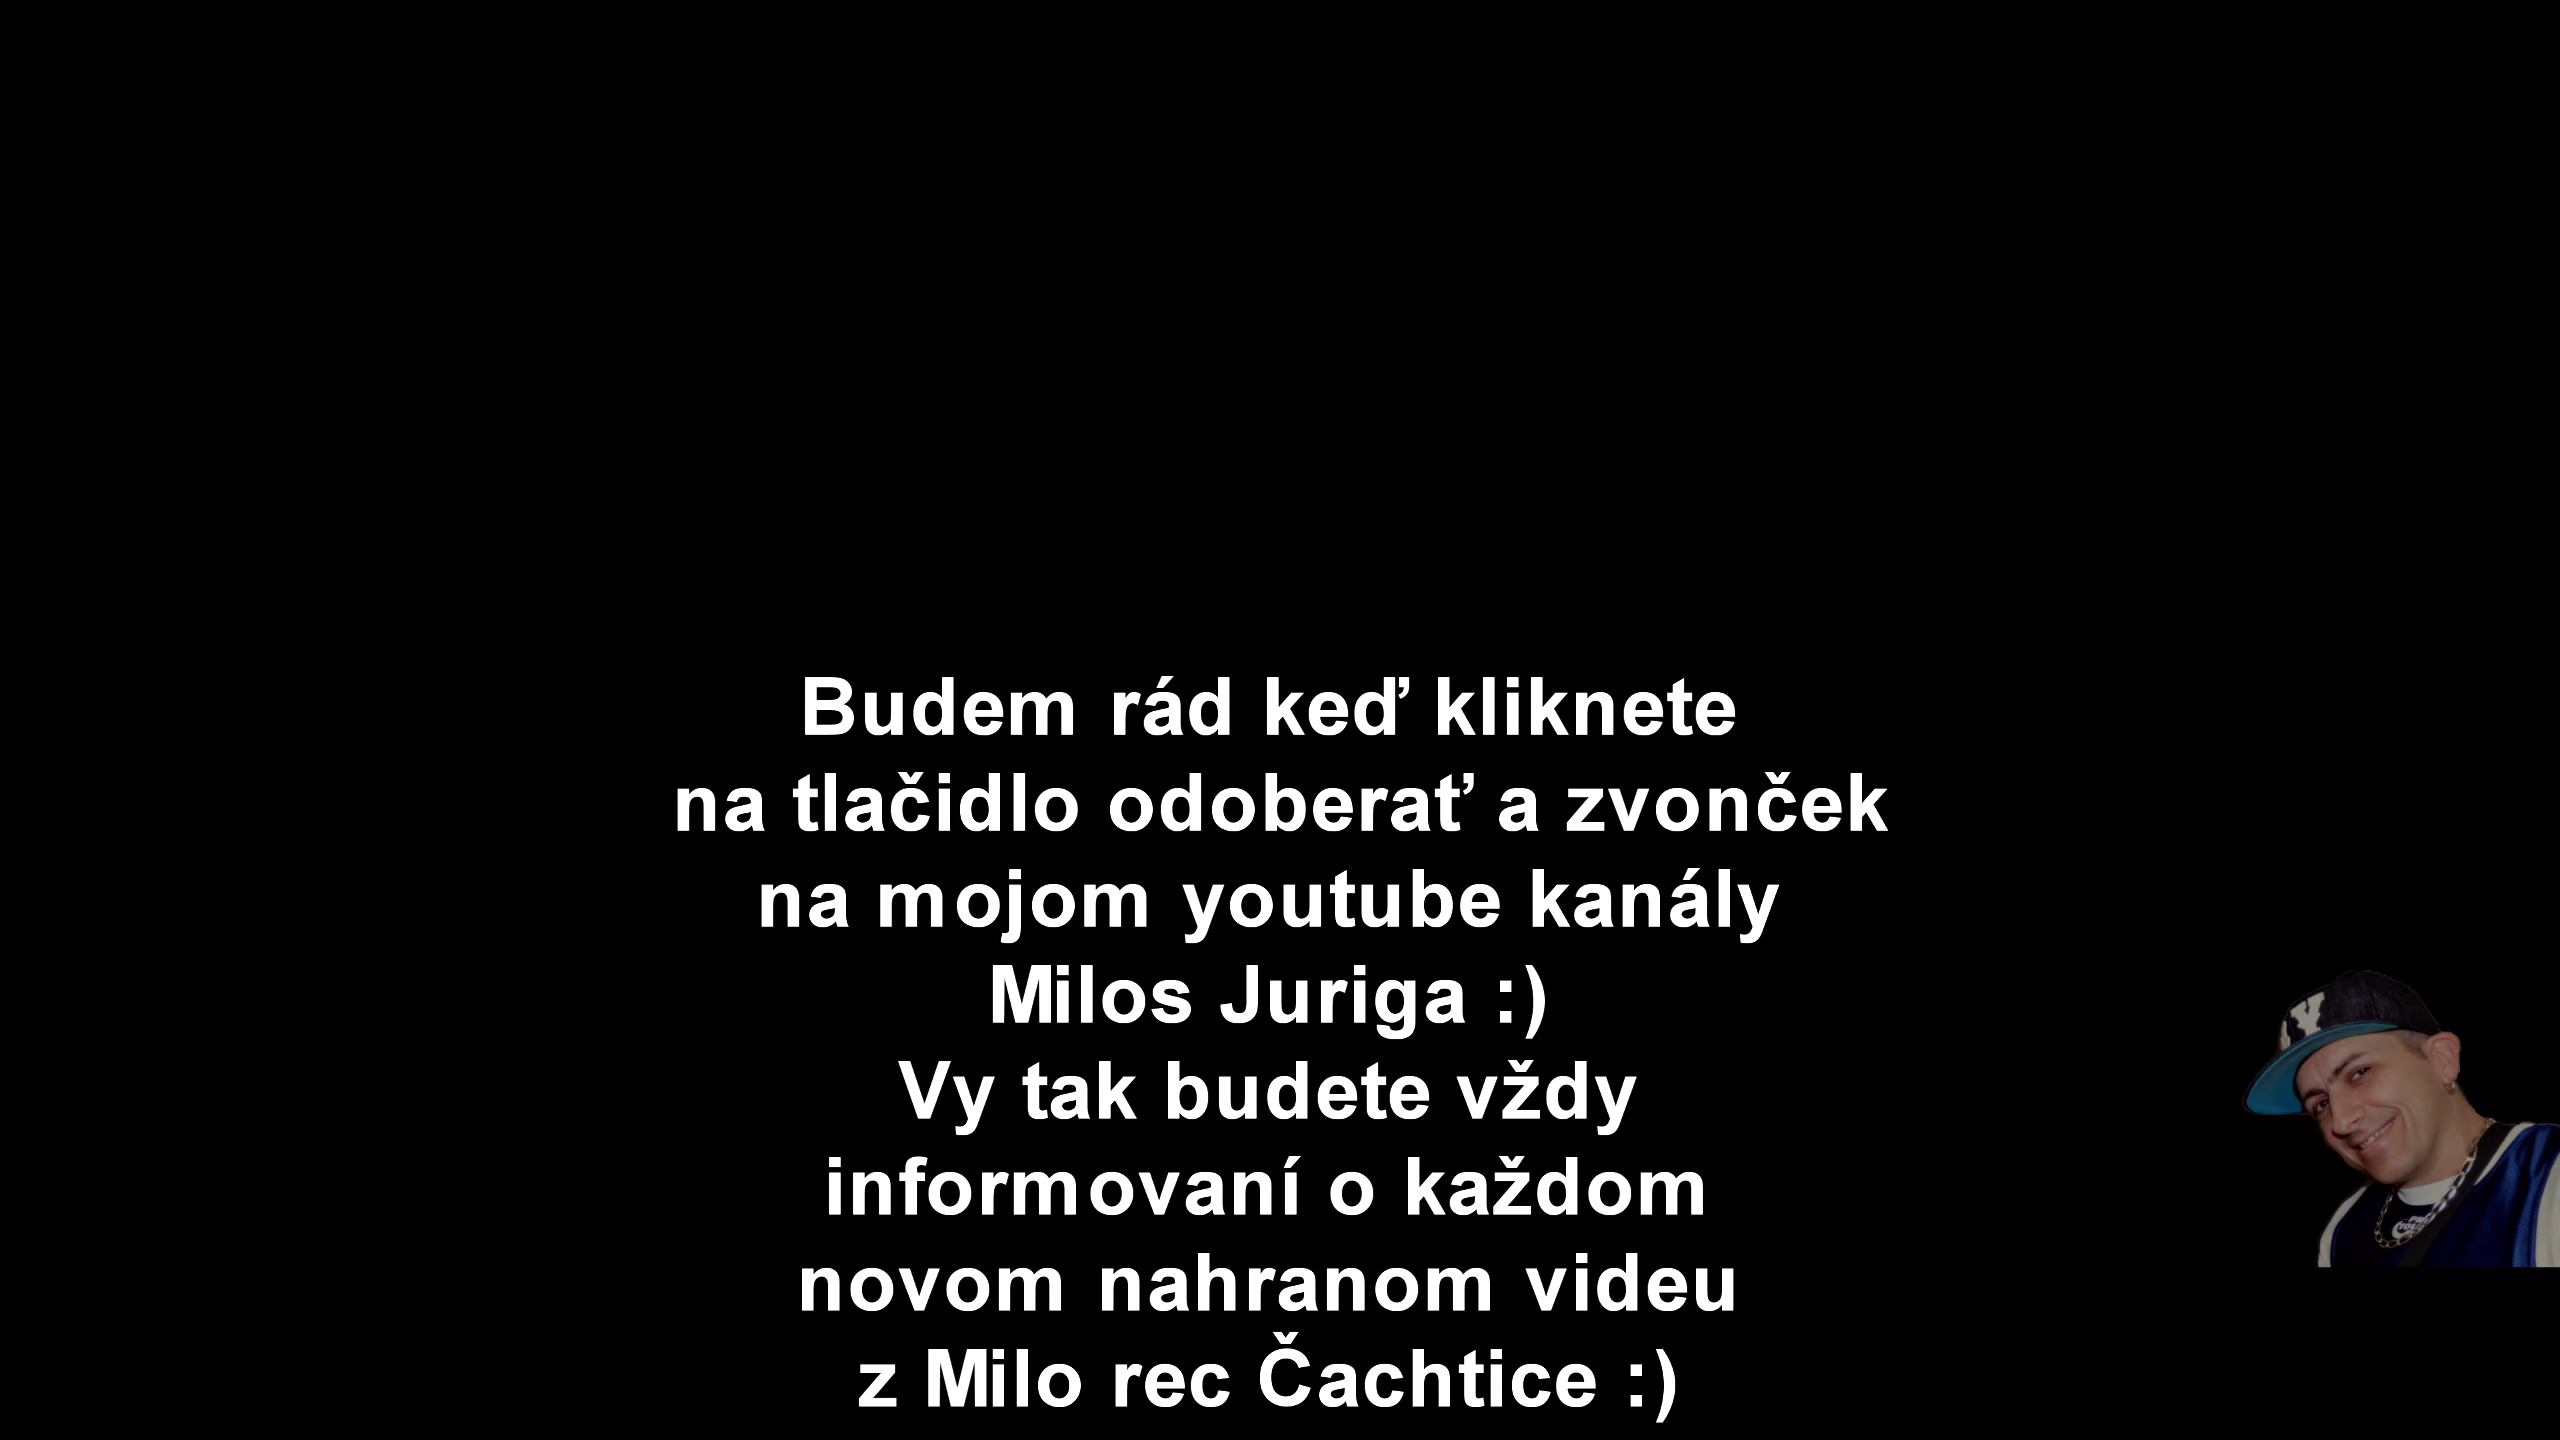 Budem rád keď kliknete
na tlačidlo odoberať a zvonček
na mojom youtube kanály
Milos Juriga :)
Vy tak budete vždy
informovaní o každom
novom nahranom videu
z Milo rec Čachtice :)